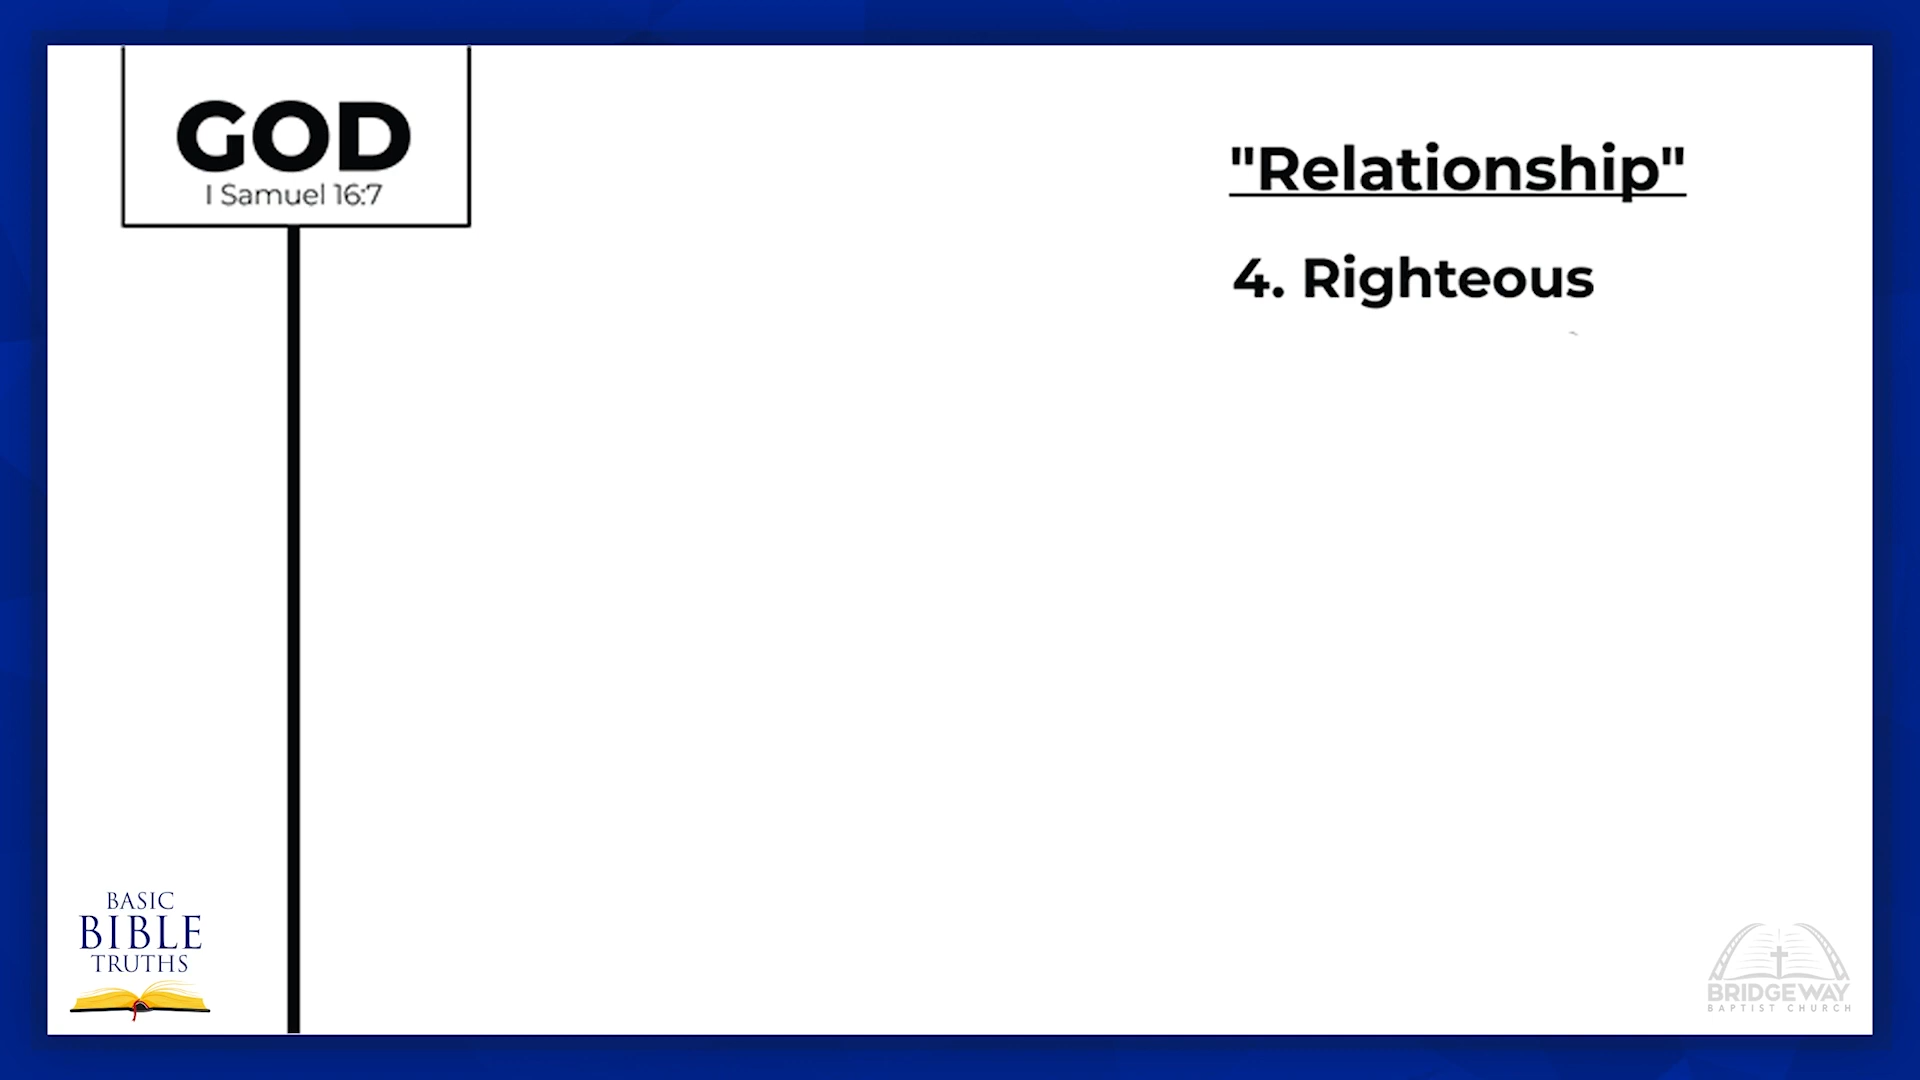 GOD
I Samuel 16:7
"Relationship"
4. Righteous
BASIC
BIBLE
TRUTHS
BRIDGEWAY
BAPTIST CHURCH